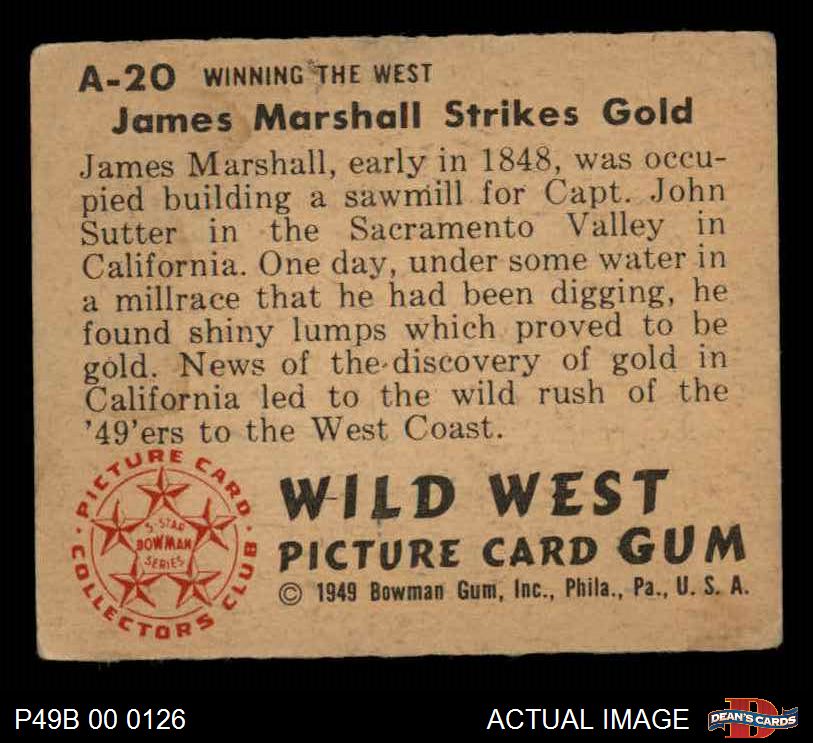 A-20 WINNING THE WEST
James Marshall Strikes Gold
James Marshall, early in 1848, was occu-
pied building a sawmill for Capt. John
Sutter in the Sacramento Valley in
California. One day, under some water in
a millrace that he had been digging, he
found shiny lumps which proved to be
gold. News of the discovery of gold in
California led to the wild rush of the
'49'ers to the West Coast.
PICTURE CARD
COLLECTORS CLUB
5-STAR
BOWMAN
SERIES
WILD WEST
PICTURE CARD GUM
© 1949 Bowman Gum, Inc., Phila., Pa., U. S. A.
P49B 00 0126
ACTUAL IMAGE
D
DEAN'S CARDS